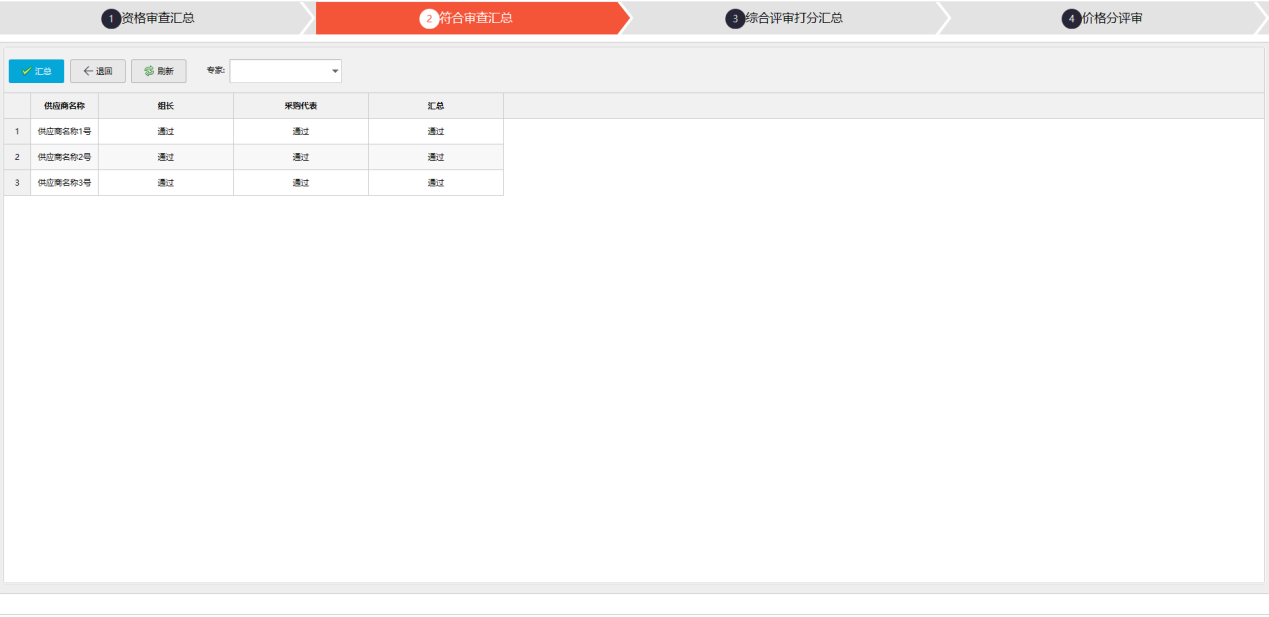 1 资格审查汇总 2 符合审查汇总 3 综合评审打分汇总 4 价格分评审
汇总 退回 刷新 专家:
供应商名称 组长 采购代表 汇总
1 供应商名称1号 通过 通过 通过
2 供应商名称2号 通过 通过 通过
3 供应商名称3号 通过 通过 通过